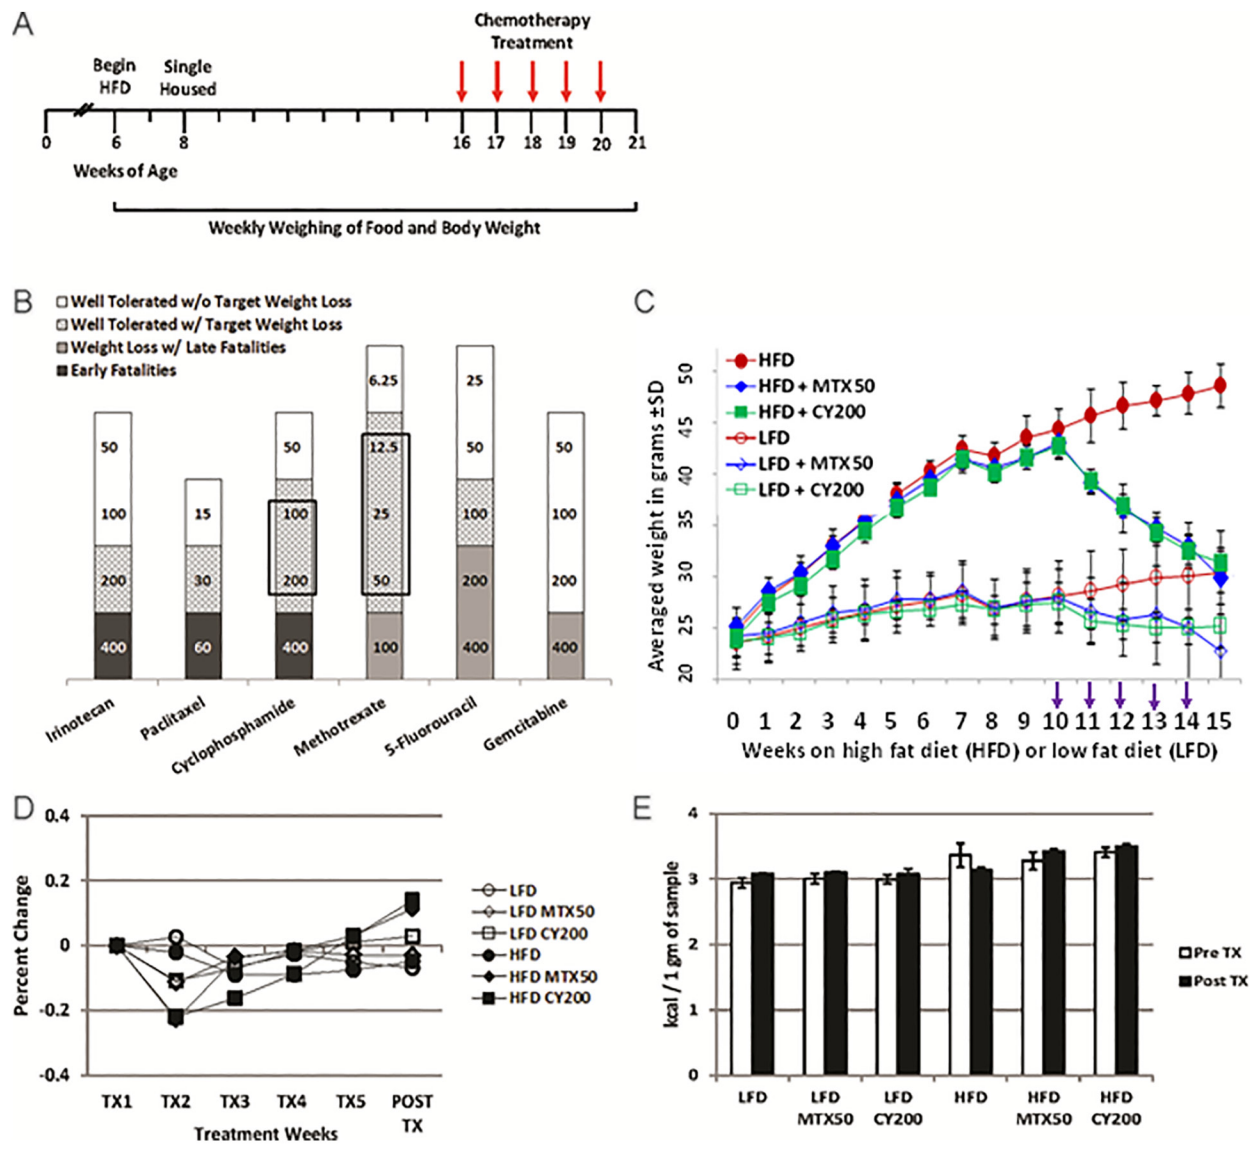 A
Chemotherapy
Treatment
Begin
HFD
Single
Housed
0 6 8 16 17 18 19 20 21
Weeks of Age
Weekly Weighing of Food and Body Weight
B
Well Tolerated w/o Target Weight Loss
Well Tolerated w/ Target Weight Loss
Weight Loss w/ Late Fatalities
Early Fatalities
50
100
200
400
15
30
60
50
100
200
400
6.25
12.5
25
50
100
25
50
100
200
400
50
100
200
400
Irinotecan
Paclitaxel
Cyclophosphamide
Methotrexate
5-Flurouracil
Gemcitabine
C
HFD
HFD + MTX50
HFD + CY200
LFD
LFD + MTX50
LFD + CY200
Averaged weight in grams ±SD
50
45
40
35
30
25
20
0 1 2 3 4 5 6 7 8 9 10 11 12 13 14 15
Weeks on high fat diet (HFD) or low fat diet (LFD)
D
Percent Change
0.4
0.2
0
-0.2
-0.4
TX1 TX2 TX3 TX4 TX5 POST
TX
Treatment Weeks
LFD
LFD MTX50
LFD CY200
HFD
HFD MTX50
HFD CY200
E
kcal / 1 gm of sample
4
3
2
1
0
LFD LFD LFD HFD HFD HFD
MTX50 CY200 MTX50 CY200
Pre TX
Post TX